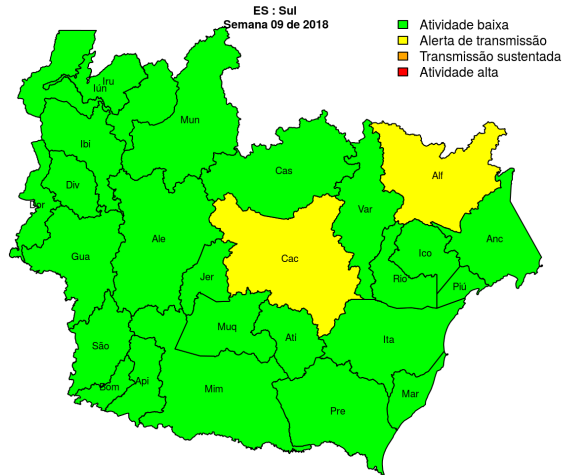 ES : Sul
Semana 09 de 2018
Atividade baixa
Alerta de transmissão
Transmissão sustentada
Atividade alta
Iru
Iún
Mun
Ibi
Cas
Alf
Div
Dor
Var
Ale
Anc
Gua
Cac
Ico
Jer
Rio
Piú
Muq
Ati
Ita
São
Api
Bom
Mim
Mar
Pre